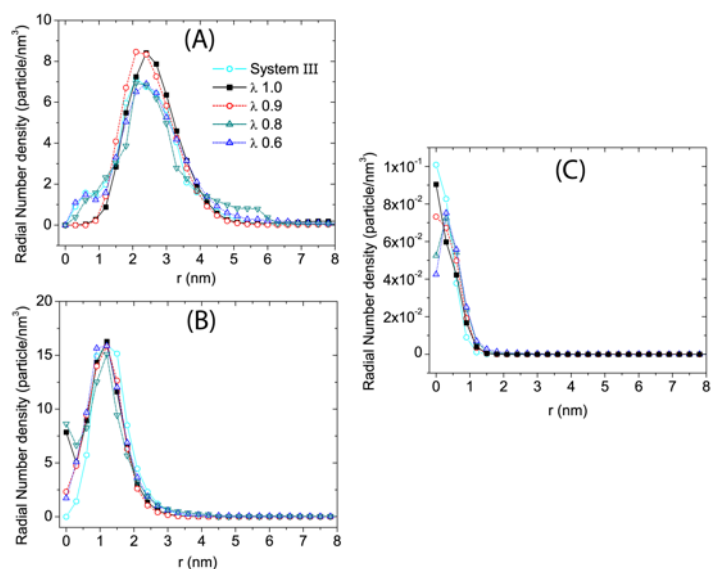 (A)
Radial Number density (particle/nm³)
10
8
6
4
2
0
System III
λ 1.0
λ 0.9
λ 0.8
λ 0.6
0 1 2 3 4 5 6 7 8
r (nm)
(B)
Radial Number density (particle/nm³)
20
15
10
5
0
0 1 2 3 4 5 6 7 8
r (nm)
(C)
Radial Number density (particle/nm³)
1x10⁻¹
8x10⁻²
6x10⁻²
4x10⁻²
2x10⁻²
0
0 1 2 3 4 5 6 7 8
r (nm)